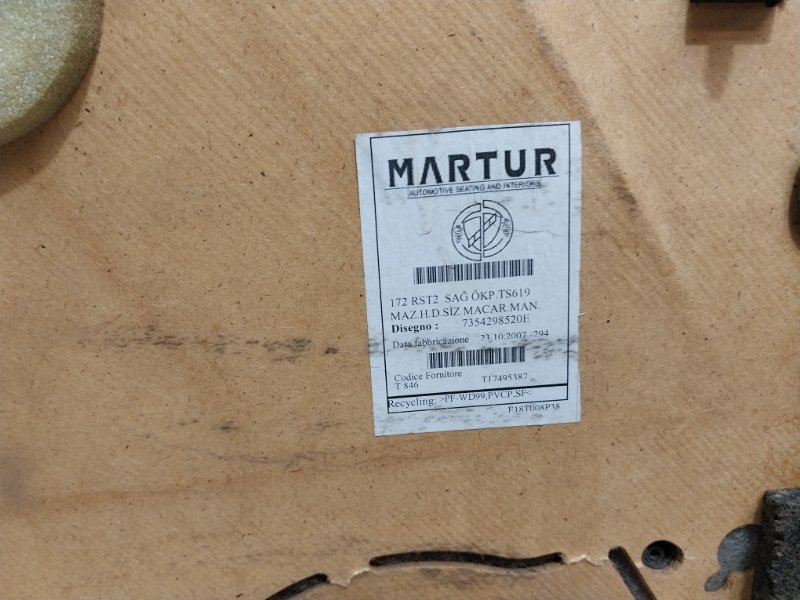 MARTUR
AUTOMOTIVE SEATING AND INTERIORS
172 RST2 SAĞ ÖKP.TS619
MAZ.H.D.SİZ MACAR.MAN.
Disegno : 7354298520E
Data fabbricazione 23.10.2007 794
Codice Fornitore T17495387
T 846
Recycling: >PF-WD99,PVCP,SF<
E18T008P38